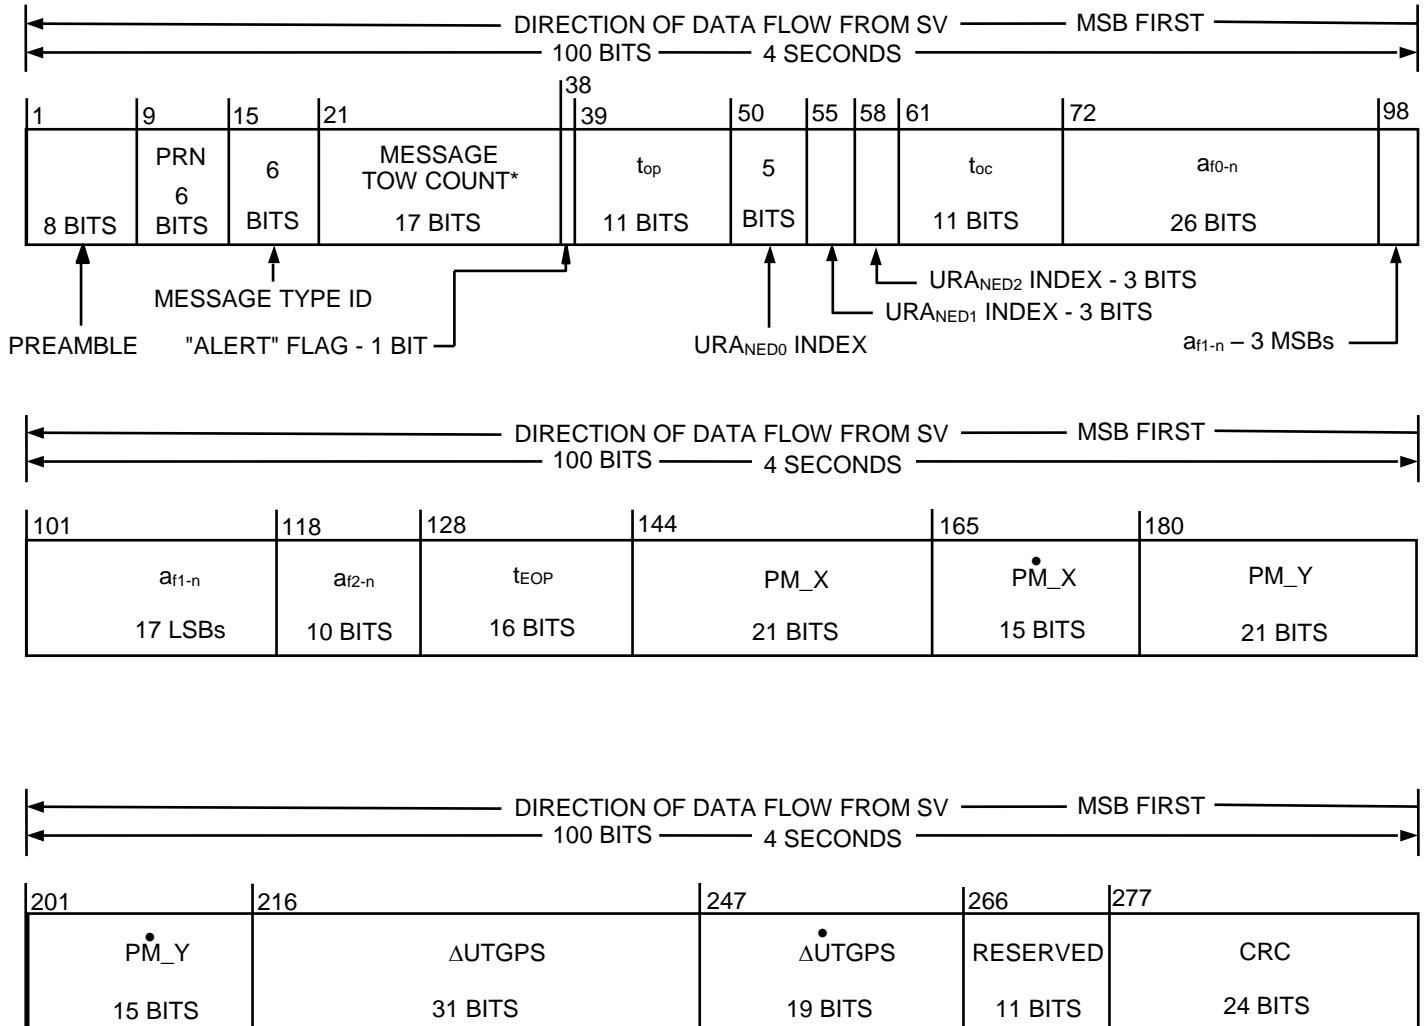 DIRECTION OF DATA FLOW FROM SV MSB FIRST
100 BITS 4 SECONDS
1 9 15 21 38 39 50 55 58 61 72 98
8 BITS
PRN
6
BITS
6
BITS
MESSAGE
TOW COUNT*
17 BITS
top
11 BITS
5
BITS
toc
11 BITS
af0-n
26 BITS
MESSAGE TYPE ID
PREAMBLE
"ALERT" FLAG - 1 BIT
URANED0 INDEX
URANED2 INDEX - 3 BITS
URANED1 INDEX - 3 BITS
af1-n – 3 MSBs
DIRECTION OF DATA FLOW FROM SV MSB FIRST
100 BITS 4 SECONDS
101 118 128 144 165 180
af1-n
17 LSBs
af2-n
10 BITS
tEOP
16 BITS
PM_X
21 BITS
PṀ_X
15 BITS
PM_Y
21 BITS
DIRECTION OF DATA FLOW FROM SV MSB FIRST
100 BITS 4 SECONDS
201 216 247 266 277
PṀ_Y
15 BITS
∆UTGPS
31 BITS
∆U̇TGPS
19 BITS
RESERVED
11 BITS
CRC
24 BITS